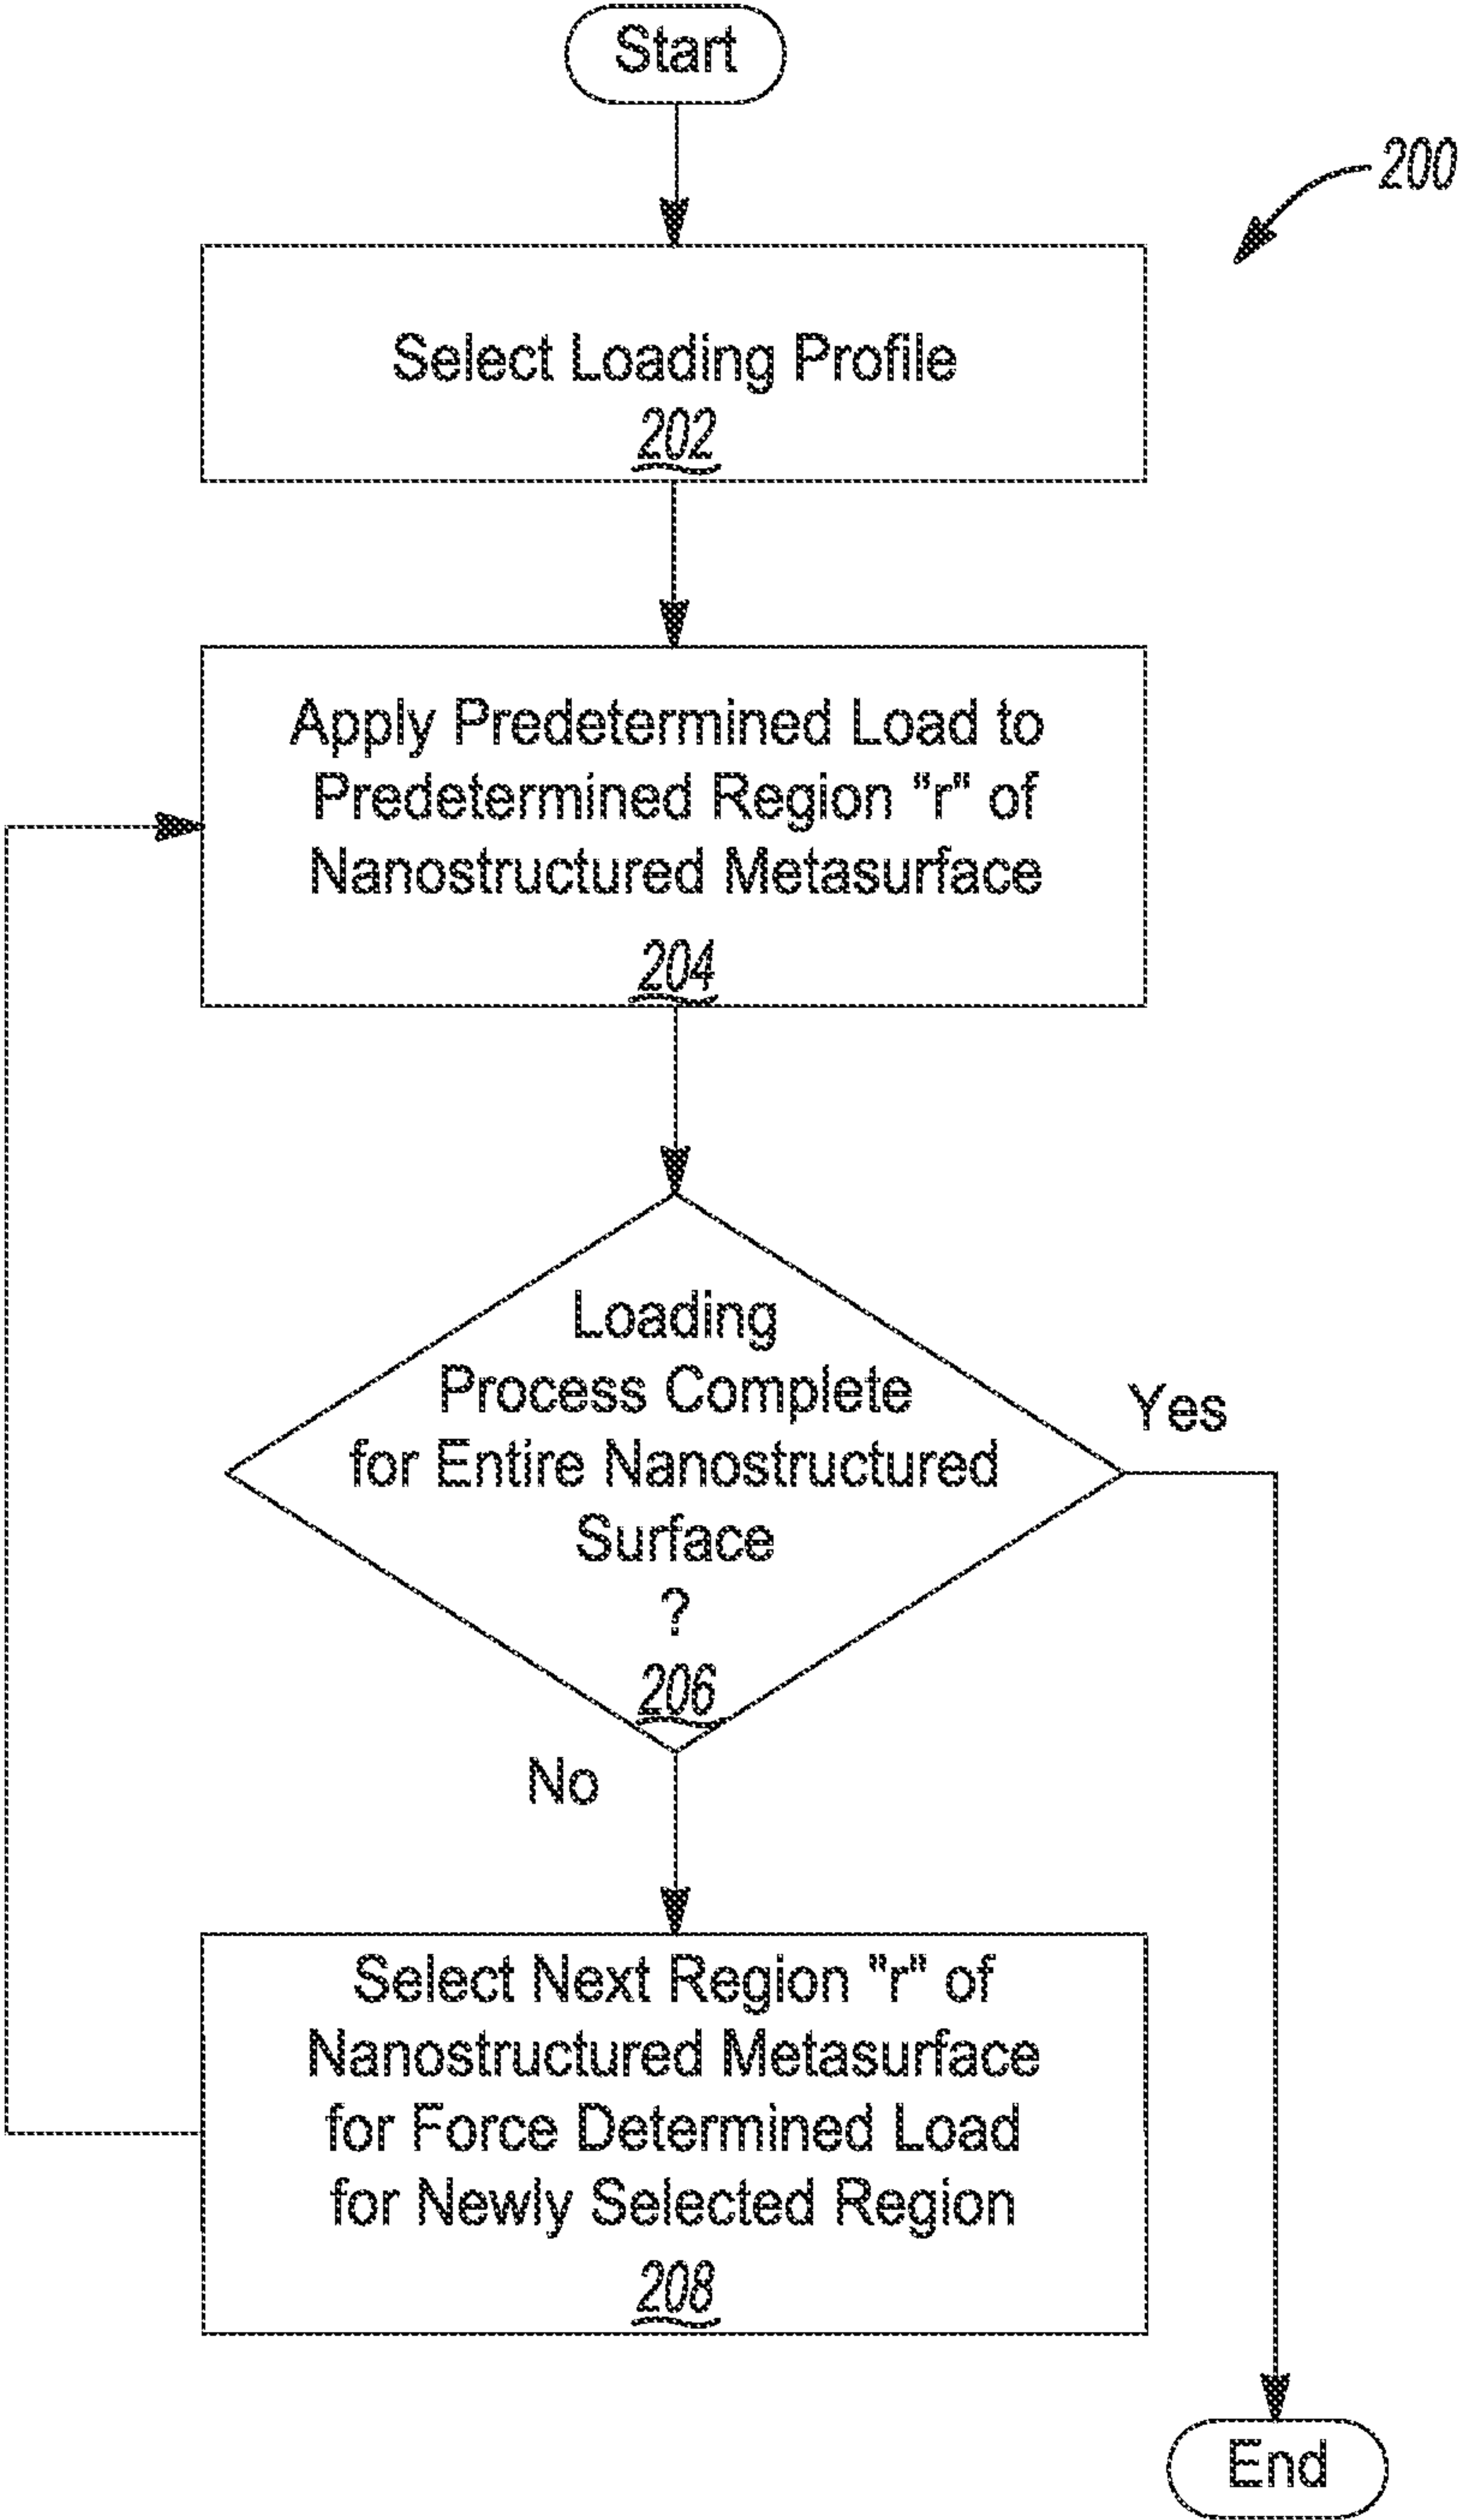 Start
200
Select Loading Profile
202
Apply Predetermined Load to
Predetermined Region "r" of
Nanostructured Metasurface
204
Loading
Process Complete
for Entire Nanostructured
Surface
?
206
Yes
No
Select Next Region "r" of
Nanostructured Metasurface
for Force Determined Load
for Newly Selected Region
208
End